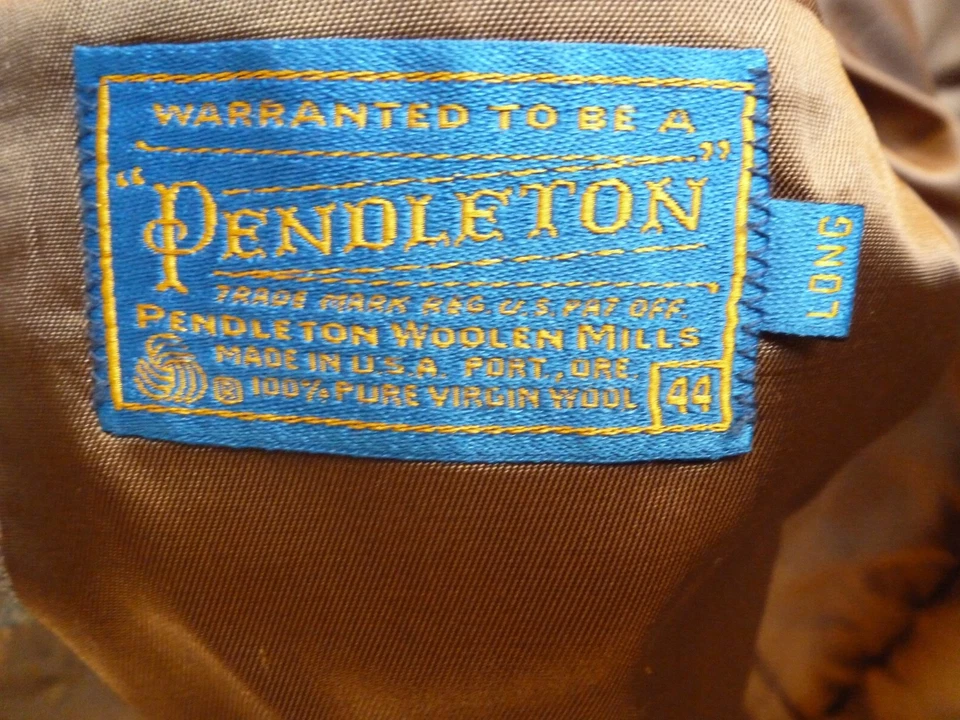 WARRANTED TO BE A
"PENDLETON"
TRADE MARK REG. U.S. PAT OFF.
PENDLETON WOOLEN MILLS
MADE IN U.S.A. PORT., ORE.
® 100% PURE VIRGIN WOOL 44
LONG